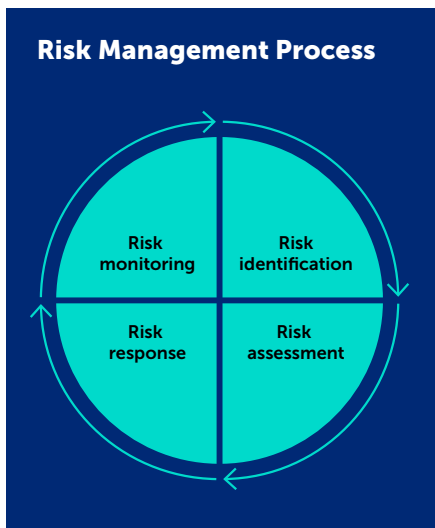 Risk Management Process
Risk
monitoring
Risk
identification
Risk
response
Risk
assessment